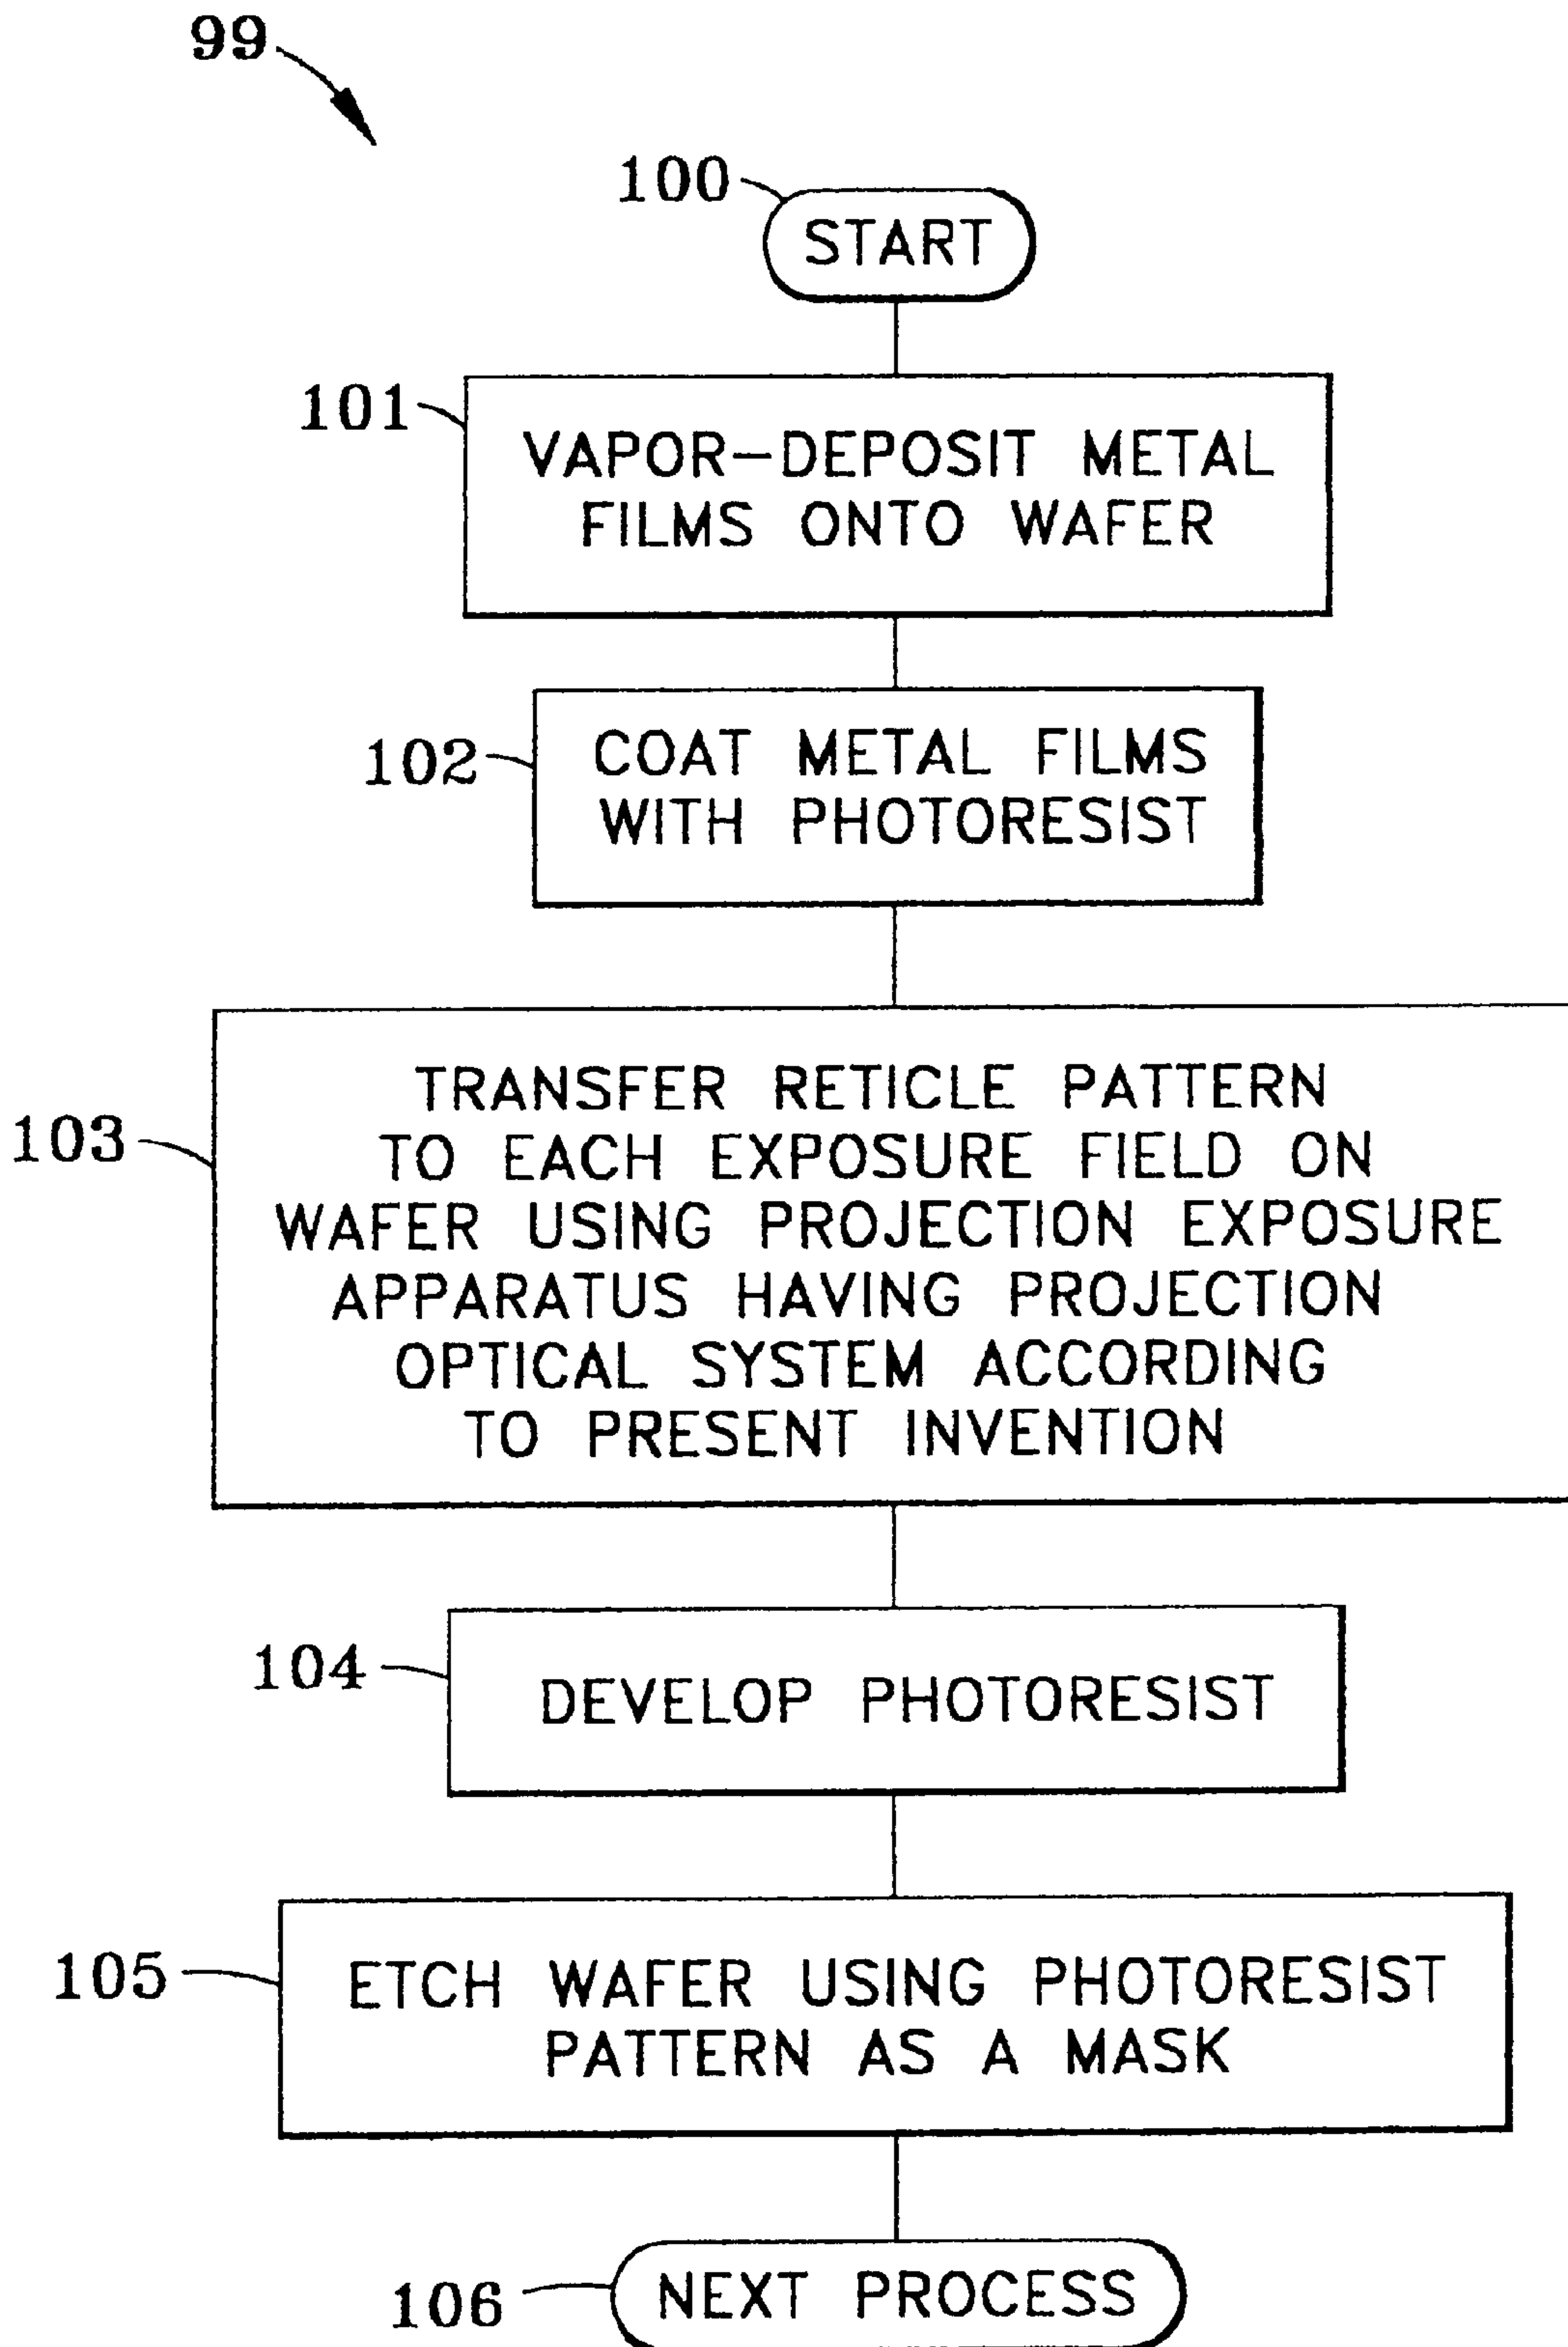 99
100
START
101
VAPOR-DEPOSIT METAL
FILMS ONTO WAFER
102
COAT METAL FILMS
WITH PHOTORESIST
103
TRANSFER RETICLE PATTERN
TO EACH EXPOSURE FIELD ON
WAFER USING PROJECTION EXPOSURE
APPARATUS HAVING PROJECTION
OPTICAL SYSTEM ACCORDING
TO PRESENT INVENTION
104
DEVELOP PHOTORESIST
105
ETCH WAFER USING PHOTORESIST
PATTERN AS A MASK
106
NEXT PROCESS